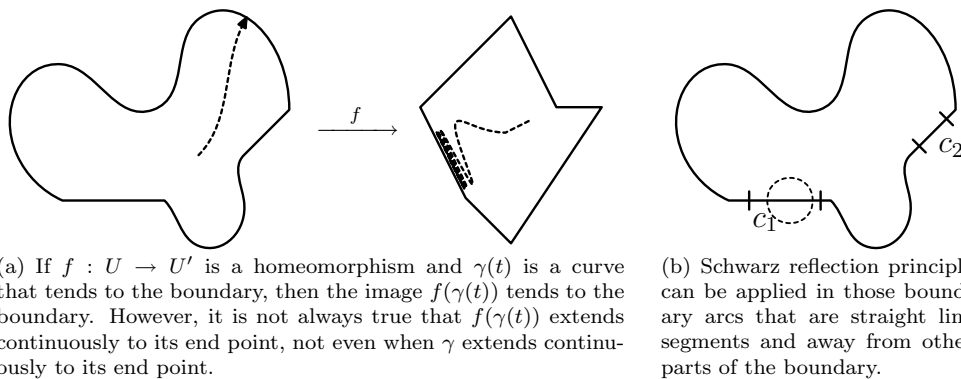 f
c1
c2
(a) If f : U → U′ is a homeomorphism and γ(t) is a curve
that tends to the boundary, then the image f(γ(t)) tends to the
boundary. However, it is not always true that f(γ(t)) extends
continuously to its end point, not even when γ extends continu-
ously to its end point.
(b) Schwarz reflection principl
can be applied in those bound
ary arcs that are straight lin
segments and away from othe
parts of the boundary.